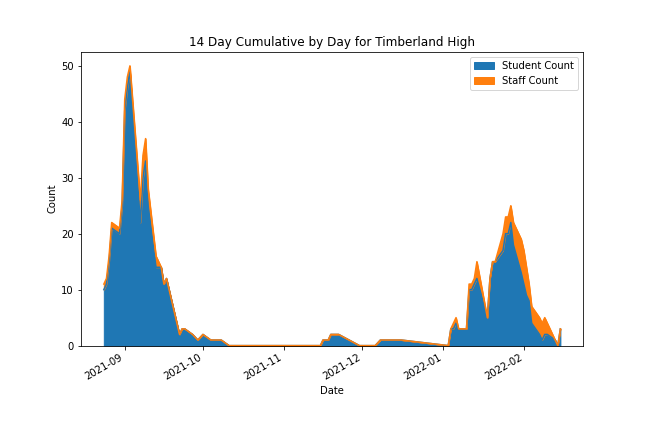 14 Day Cumulative by Day for Timberland High
Student Count
Staff Count
50
40
30
20
10
0
Count
2021-09
2021-10
2021-11
2021-12
2022-01
2022-02
Date